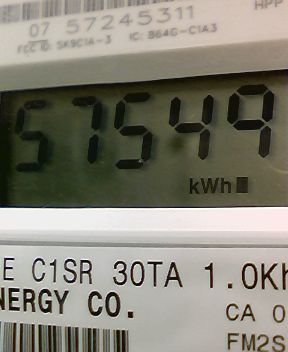 HPP
07 57245311
FCC ID: SK9C1A-3 IC: 864G-C1A3
57549
kWh
E C1SR 30TA 1.0Kh
NERGY CO.
CA 0
FM2S